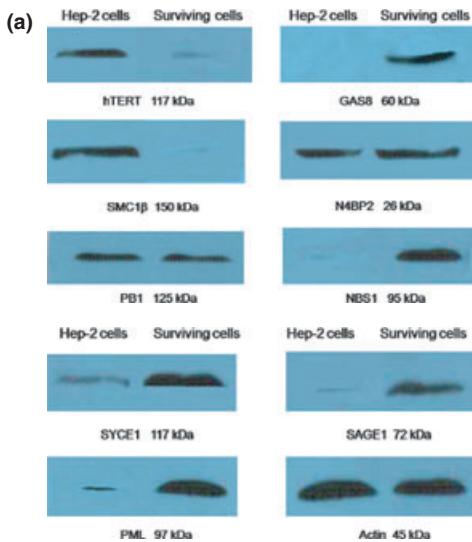 (a)
Hep-2 cells Surviving cells Hep-2 cells Surviving cells
hTERT 117 kDa GAS8 60 kDa
SMC1β 150 kDa N4BP2 26 kDa
PB1 125 kDa NBS1 95 kDa
Hep-2 cells Surviving cells Hep-2 cells Surviving cells
SYCE1 117 kDa SAGE1 72 kDa
PML 97 kDa Actin 45 kDa